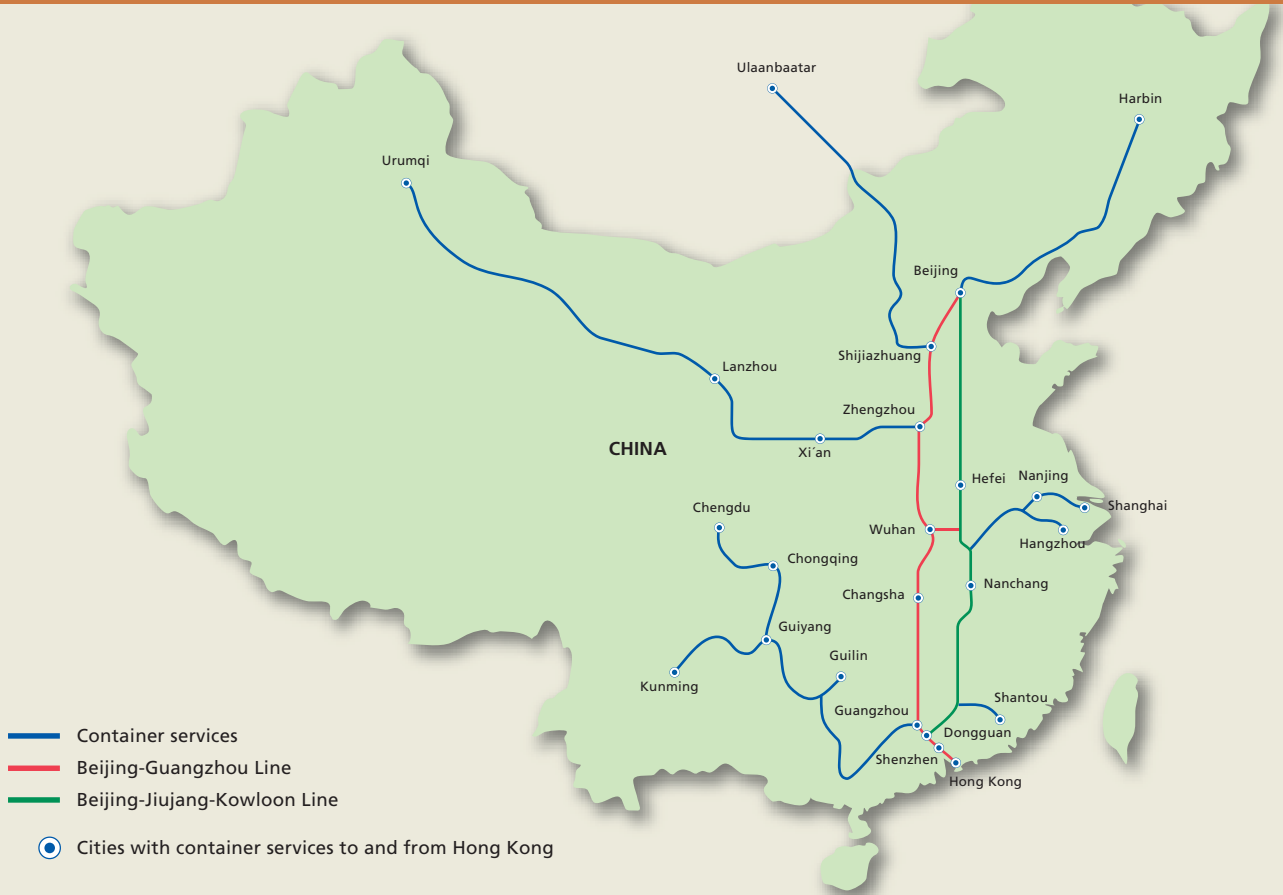 Ulaanbaatar
Harbin
Urumqi
Beijing
Shijiazhuang
Lanzhou
Zhengzhou
CHINA
Xi´an
Hefei
Nanjing
Chengdu
Shanghai
Wuhan
Hangzhou
Chongqing
Nanchang
Changsha
Guiyang
Guilin
Kunming
Shantou
Guangzhou
Dongguan
Shenzhen
Hong Kong
Container services
Beijing-Guangzhou Line
Beijing-Jiujang-Kowloon Line
Cities with container services to and from Hong Kong